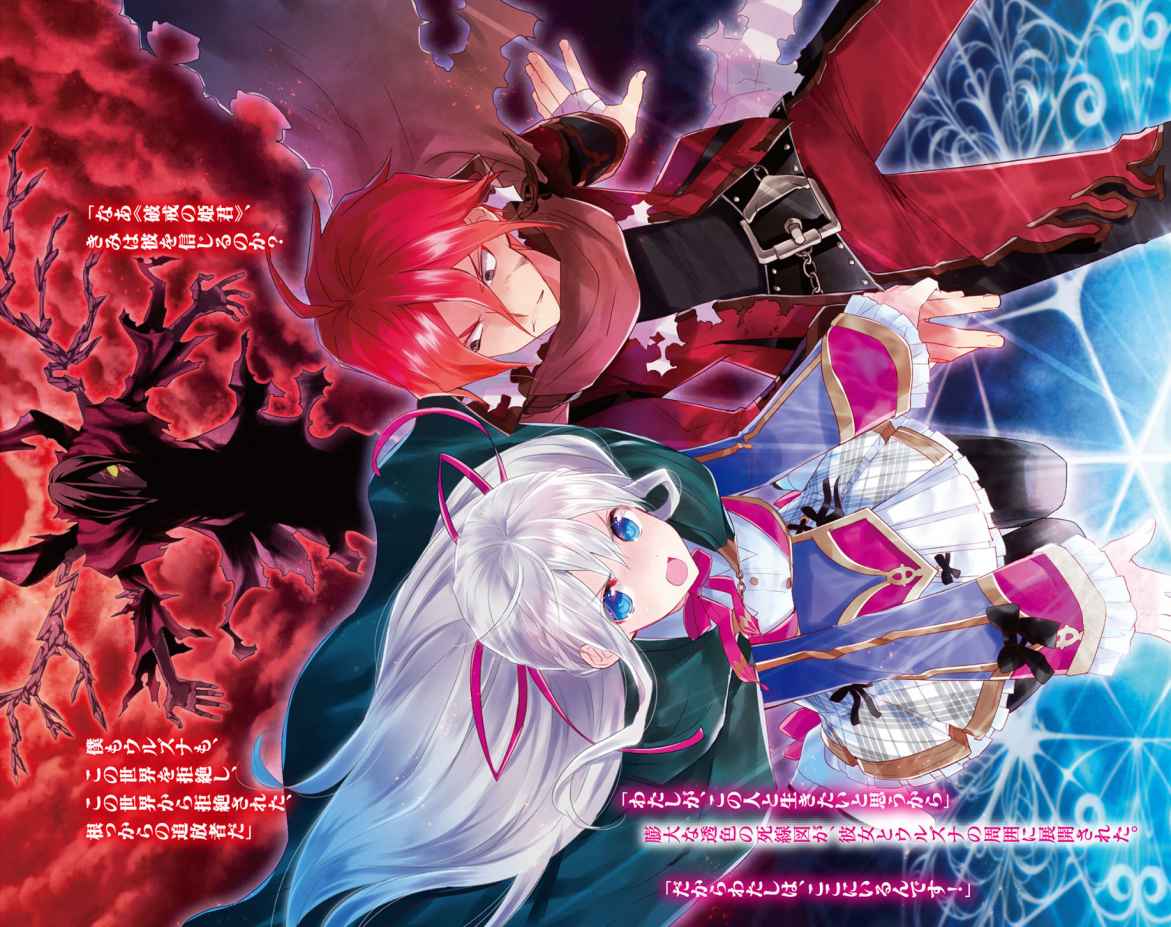 「なあ《破戒の姫君》、
きみは彼を信じるのか？
僕もウルズナも、
この世界を拒絶し、
この世界から拒絶された、
根っからの追放者だ」
「わたしが、この人と生きたいと思うから」
膨大な透色の死線図が、彼女とウルズナの周囲に展開された。
「だからわたしは、ここにいるんです！」